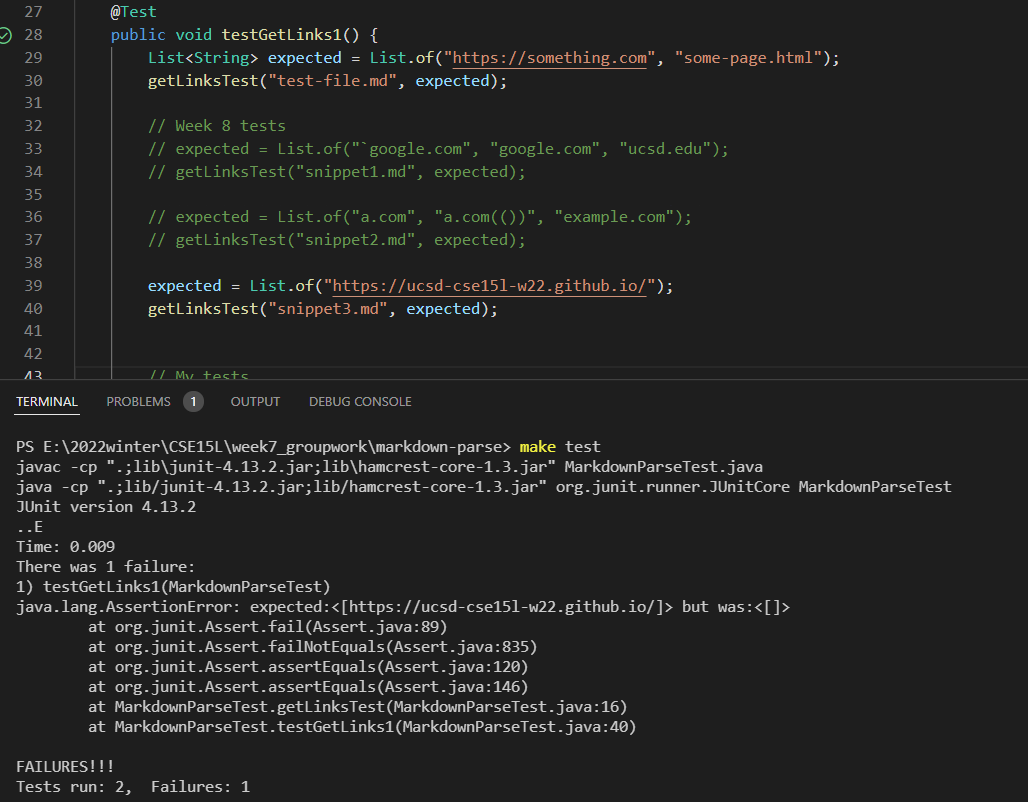 27 @Test
28 public void testGetLinks1() {
29 List<String> expected = List.of("https://something.com", "some-page.html");
30 getLinksTest("test-file.md", expected);
31
32 // Week 8 tests
33 // expected = List.of("`google.com", "google.com", "ucsd.edu");
34 // getLinksTest("snippet1.md", expected);
35
36 // expected = List.of("a.com", "a.com(())", "example.com");
37 // getLinksTest("snippet2.md", expected);
38
39 expected = List.of("https://ucsd-cse15l-w22.github.io/");
40 getLinksTest("snippet3.md", expected);
41
42
43 // My tests
TERMINAL PROBLEMS 1 OUTPUT DEBUG CONSOLE
PS E:\2022winter\CSE15L\week7_groupwork\markdown-parse> make test
javac -cp ".;lib\junit-4.13.2.jar;lib\hamcrest-core-1.3.jar" MarkdownParseTest.java
java -cp ".;lib/junit-4.13.2.jar;lib/hamcrest-core-1.3.jar" org.junit.runner.JUnitCore MarkdownParseTest
JUnit version 4.13.2
..E
Time: 0.009
There was 1 failure:
1) testGetLinks1(MarkdownParseTest)
java.lang.AssertionError: expected:<[https://ucsd-cse15l-w22.github.io/]> but was:<[]>
at org.junit.Assert.fail(Assert.java:89)
at org.junit.Assert.failNotEquals(Assert.java:835)
at org.junit.Assert.assertEquals(Assert.java:120)
at org.junit.Assert.assertEquals(Assert.java:146)
at MarkdownParseTest.getLinksTest(MarkdownParseTest.java:16)
at MarkdownParseTest.testGetLinks1(MarkdownParseTest.java:40)
FAILURES!!!
Tests run: 2,  Failures: 1